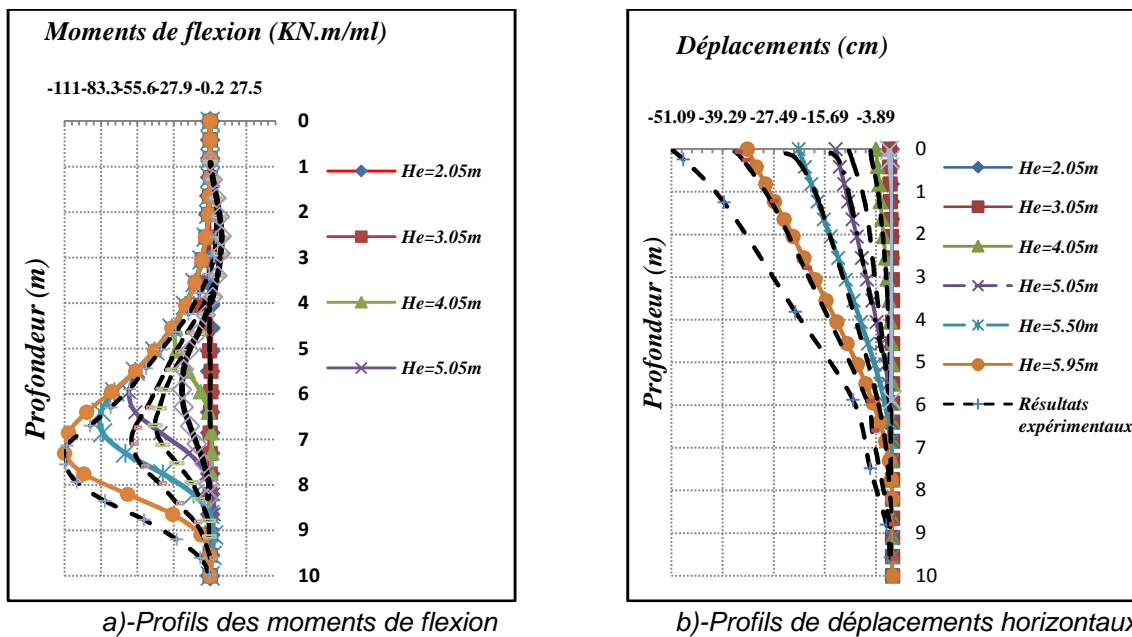 Moments de flexion (KN.m/ml)
-111 -83.3 -55.6 -27.9 -0.2 27.5
0
1
2
3
4
5
6
7
8
9
10
Profondeur (m)
He=2.05m
He=3.05m
He=4.05m
He=5.05m
a)-Profils des moments de flexion
Déplacements (cm)
-51.09 -39.29 -27.49 -15.69 -3.89
0
1
2
3
4
5
6
7
8
9
10
Profondeur (m)
He=2.05m
He=3.05m
He=4.05m
He=5.05m
He=5.50m
He=5.95m
Résultats
expérimentaux
b)-Profils de déplacements horizontaux